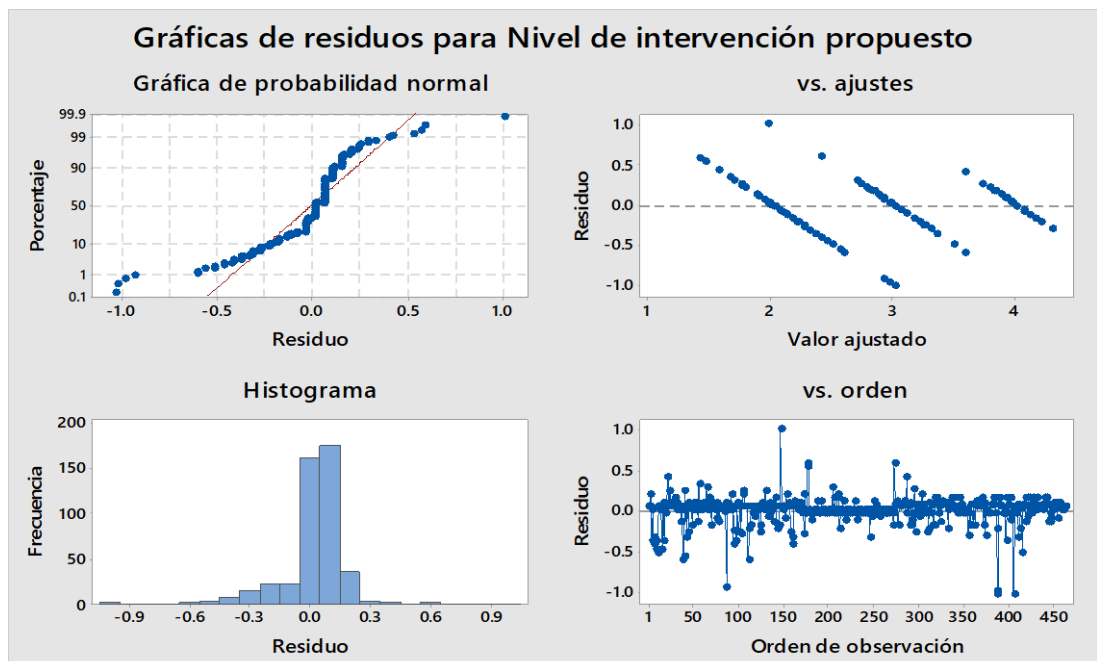 Gráficas de residuos para Nivel de intervención propuesto
Gráfica de probabilidad normal
99.9
99
90
50
10
1
0.1
Porcentaje
-1.0 -0.5 0.0 0.5 1.0
Residuo
vs. ajustes
1.0
0.5
0.0
-0.5
-1.0
Residuo
1 2 3 4
Valor ajustado
Histograma
200
150
100
50
0
Frecuencia
-0.9 -0.6 -0.3 0.0 0.3 0.6 0.9
Residuo
vs. orden
1.0
0.5
0.0
-0.5
-1.0
Residuo
1 50 100 150 200 250 300 350 400 450
Orden de observación